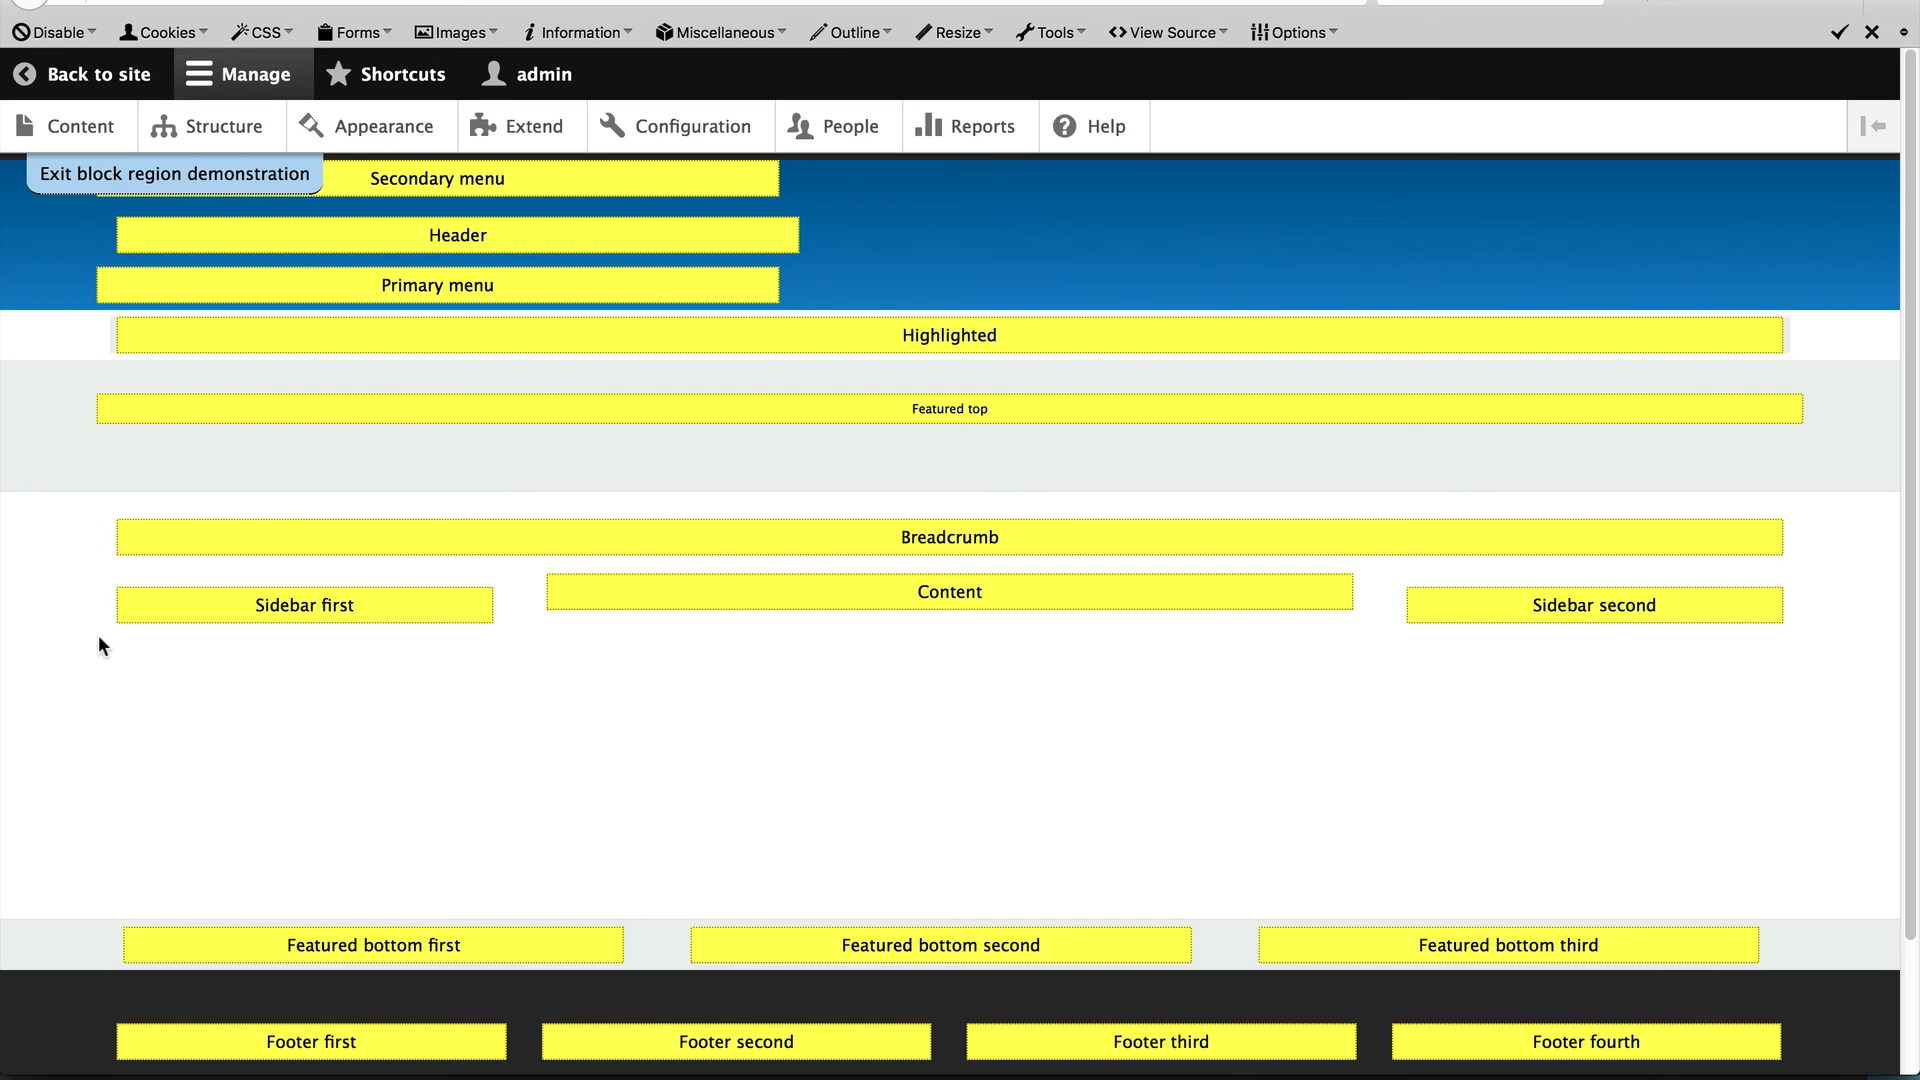 Disable Cookies CSS Forms Images Information Miscellaneous Outline Resize Tools View Source Options
Back to site Manage Shortcuts admin
Content Structure Appearance Extend Configuration People Reports Help
Exit block region demonstration
Secondary menu
Header
Primary menu
Highlighted
Featured top
Breadcrumb
Sidebar first Content Sidebar second
Featured bottom first Featured bottom second Featured bottom third
Footer first Footer second Footer third Footer fourth